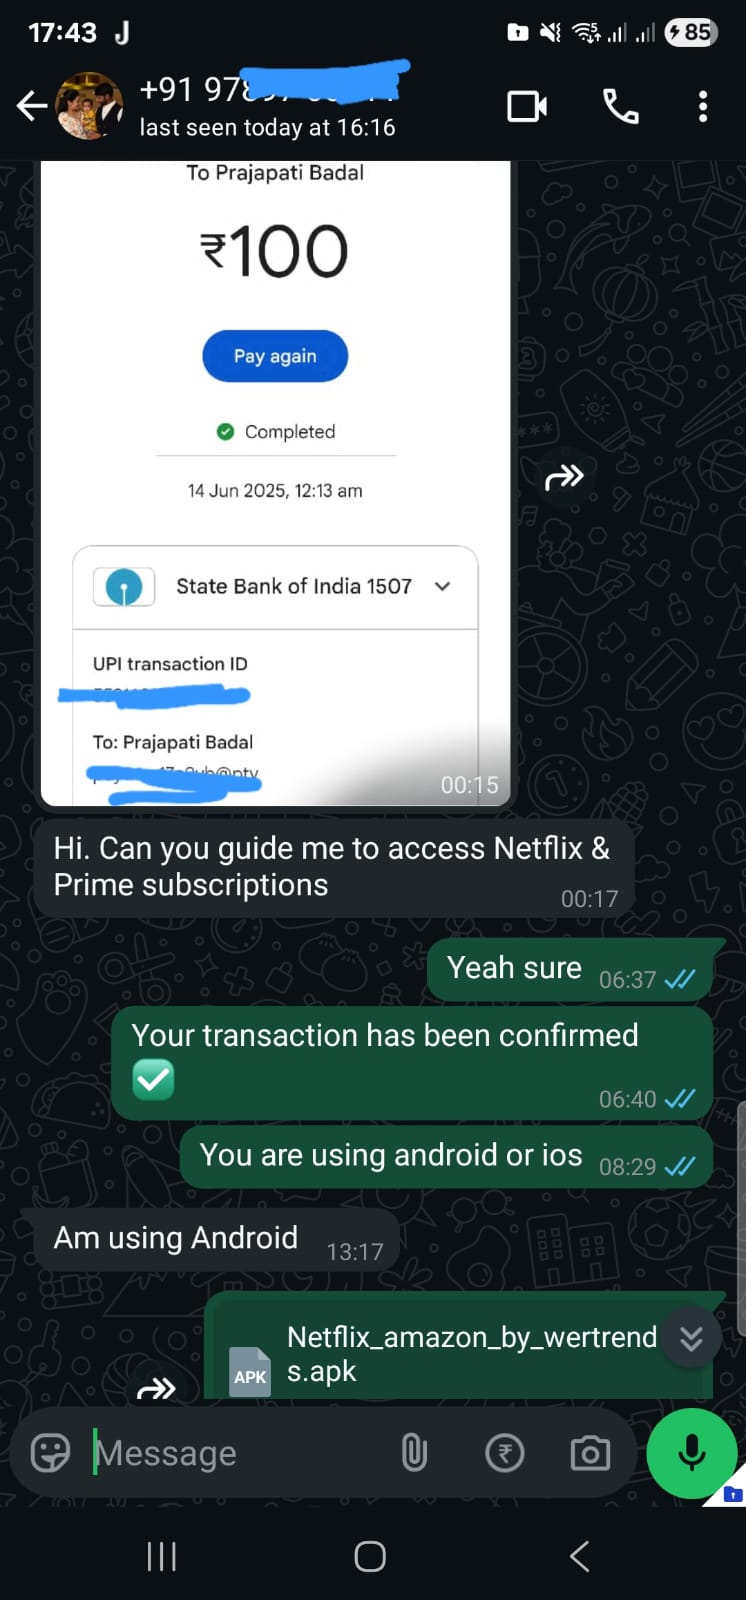 17:43
85
+91 978
last seen today at 16:16
To Prajapati Badal
₹100
Pay again
Completed
14 Jun 2025, 12:13 am
State Bank of India 1507
UPI transaction ID
To: Prajapati Badal
00:15
Hi. Can you guide me to access Netflix &
Prime subscriptions
00:17
Yeah sure
06:37
Your transaction has been confirmed
✅
06:40
You are using android or ios
08:29
Am using Android
13:17
Netflix_amazon_by_wertrend
s.apk
APK
Message